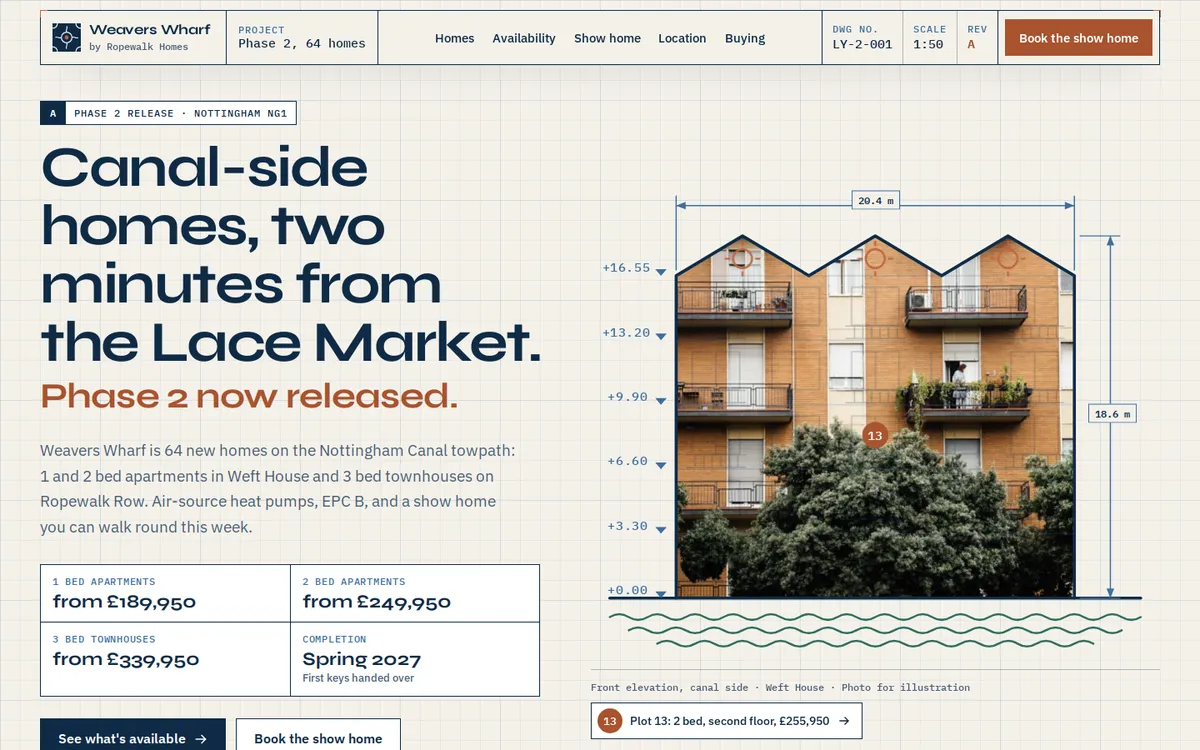 Weavers Wharf
by Ropewalk Homes
PROJECT
Phase 2, 64 homes
Homes
Availability
Show home
Location
Buying
DWG NO.
LY-2-001
SCALE
1:50
REV
A
Book the show home
A
PHASE 2 RELEASE · NOTTINGHAM NG1
Canal-side
homes, two
minutes from
the Lace Market.
Phase 2 now released.
Weavers Wharf is 64 new homes on the Nottingham Canal towpath:
1 and 2 bed apartments in Weft House and 3 bed townhouses on
Ropewalk Row. Air-source heat pumps, EPC B, and a show home
you can walk round this week.
1 BED APARTMENTS
from £189,950
2 BED APARTMENTS
from £249,950
3 BED TOWNHOUSES
from £339,950
COMPLETION
Spring 2027
First keys handed over
See what's available →
Book the show home
20.4 m
+16.55
+13.20
+9.90
+6.60
+3.30
+0.00
18.6 m
13
Front elevation, canal side · Weft House · Photo for illustration
13
Plot 13: 2 bed, second floor, £255,950 →